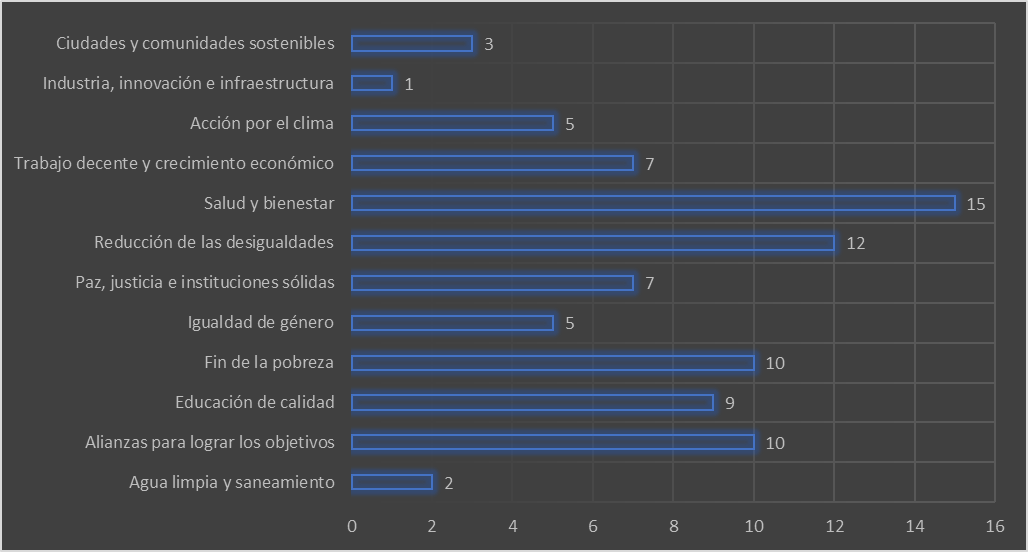 Ciudades y comunidades sostenibles 3
Industria, innovación e infraestructura 1
Acción por el clima 5
Trabajo decente y crecimiento económico 7
Salud y bienestar 15
Reducción de las desigualdades 12
Paz, justicia e instituciones sólidas 7
Igualdad de género 5
Fin de la pobreza 10
Educación de calidad 9
Alianzas para lograr los objetivos 10
Agua limpia y saneamiento 2
0 2 4 6 8 10 12 14 16